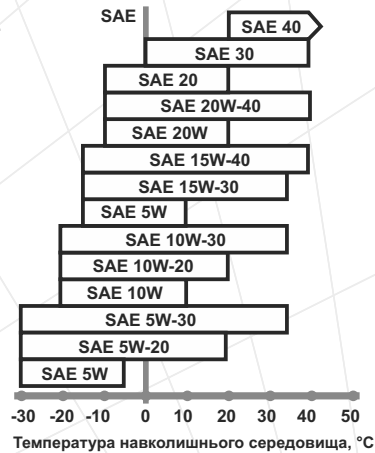 SAE
SAE 40
SAE 30
SAE 20
SAE 20W-40
SAE 20W
SAE 15W-40
SAE 15W-30
SAE 5W
SAE 10W-30
SAE 10W-20
SAE 10W
SAE 5W-30
SAE 5W-20
SAE 5W
-30 -20 -10 0 10 20 30 40 50
Температура навколишнього середовища, °C